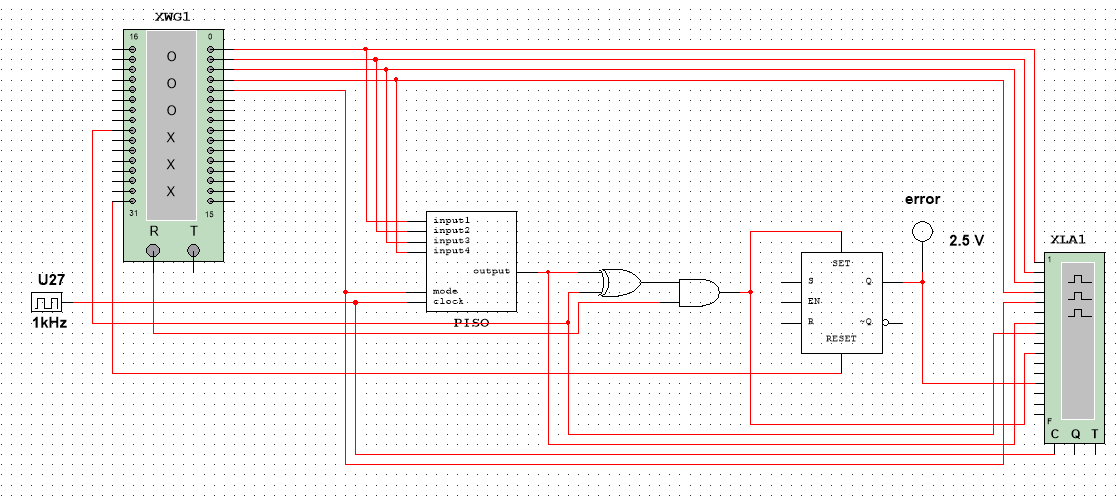 XWG1
16 0
O
O
O
X
X
X
31 15
R T
U27
1kHz
input1
input2
input3
input4
output
mode
clock
PISO
SET
S Q
EN
R ~Q
RESET
error
2.5 V
XLA1
1
F
C Q T